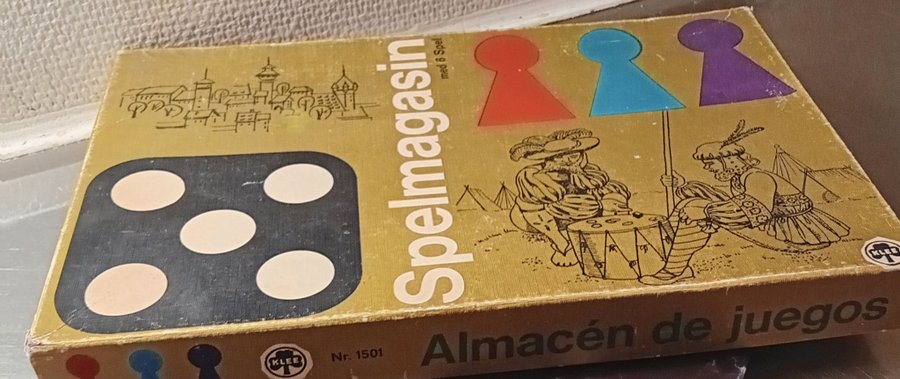 Spelmagasin
med 8 Spel
KLEE
KLEE
Nr. 1501
Almacén de juegos